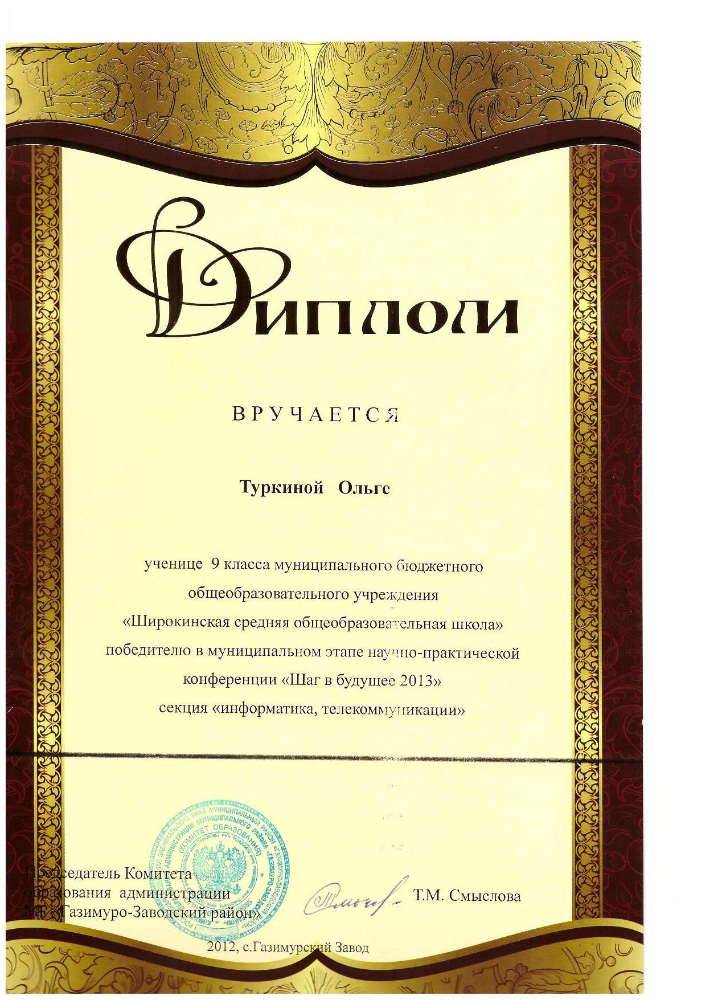 Диплом
ВРУЧАЕТСЯ
Туркиной Ольге
ученице 9 класса муниципального бюджетного
общеобразовательного учреждения
«Широкинская средняя общеобразовательная школа»
победителю в муниципальном этапе научно-практической
конференции «Шаг в будущее 2013»
секция «информатика, телекоммуникации»
(КОМИТЕТ ОБРАЗОВАНИЯ)
Председатель Комитета
образования администрации
МР «Газимуро-Заводский район»
Т.М. Смыслова
2012, с.Газимурский Завод